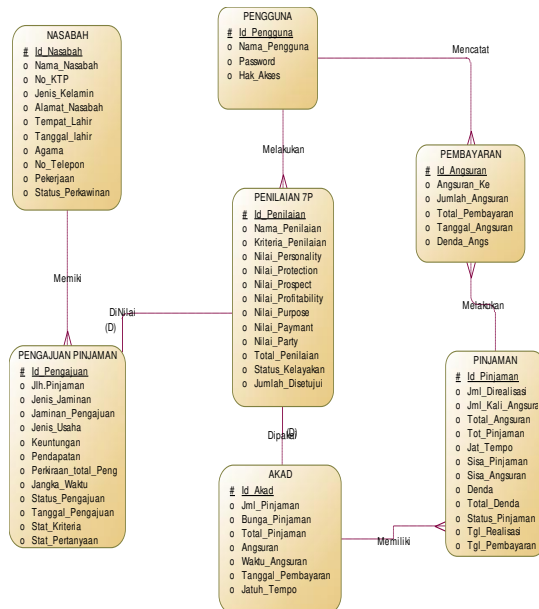 NASABAH
# Id_Nasabah
o Nama_Nasabah
o No_KTP
o Jenis_Kelamin
o Alamat_Nasabah
o Tempat_Lahir
o Tanggal_lahir
o Agama
o No_Telepon
o Pekerjaan
o Status_Perkawinan
PENGGUNA
# Id_Pengguna
o Nama_Pengguna
o Password
o Hak_Akses
Mencatat
Melakukan
PEMBAYARAN
# Id_Angsuran
o Angsuran_Ke
o Jumlah_Angsuran
o Total_Pembayaran
o Tanggal_Angsuran
o Denda_Angs
PENILAIAN 7P
# Id_Penilaian
o Nama_Penilaian
o Kriteria_Penilaian
o Nilai_Personality
o Nilai_Protection
o Nilai_Prospect
o Nilai_Profitability
o Nilai_Purpose
o Nilai_Paymant
o Nilai_Party
o Total_Penilaian
o Status_Kelayakan
o Jumlah_Disetujui
Memiki
DiNilai
(D)
Melakukan
PENGAJUAN PINJAMAN
# Id_Pengajuan
o Jlh.Pinjaman
o Jenis_Jaminan
o Jaminan_Pengajuan
o Jenis_Usaha
o Keuntungan
o Pendapatan
o Perkiraan_total_Peng
o Jangka_Waktu
o Status_Pengajuan
o Tanggal_Pengajuan
o Stat_Kriteria
o Stat_Pertanyaan
PINJAMAN
# Id_Pinjaman
o Jml_Direalisasi
o Jml_Kali_Angsura
o Total_Angsuran
o Tot_Pinjaman
o Jat_Tempo
o Sisa_Pinjaman
o Sisa_Angsuran
o Denda
o Total_Denda
o Status_Pinjaman
o Tgl_Realisasi
o Tgl_Pembayaran
Dipakai
(D)
AKAD
# Id_Akad
o Jml_Pinjaman
o Bunga_Pinjaman
o Total_Pinjaman
o Angsuran
o Waktu_Angsuran
o Tanggal_Pembayaran
o Jatuh_Tempo
Memiliki